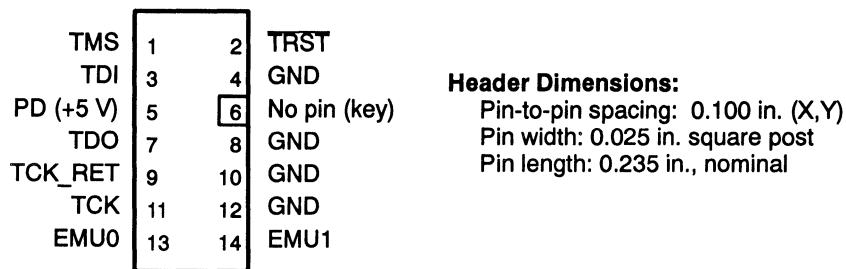 TMS 1 2 T̅R̅S̅T̅
TDI 3 4 GND
PD (+5 V) 5 6 No pin (key)
TDO 7 8 GND
TCK_RET 9 10 GND
TCK 11 12 GND
EMU0 13 14 EMU1
Header Dimensions:
Pin-to-pin spacing: 0.100 in. (X,Y)
Pin width: 0.025 in. square post
Pin length: 0.235 in., nominal